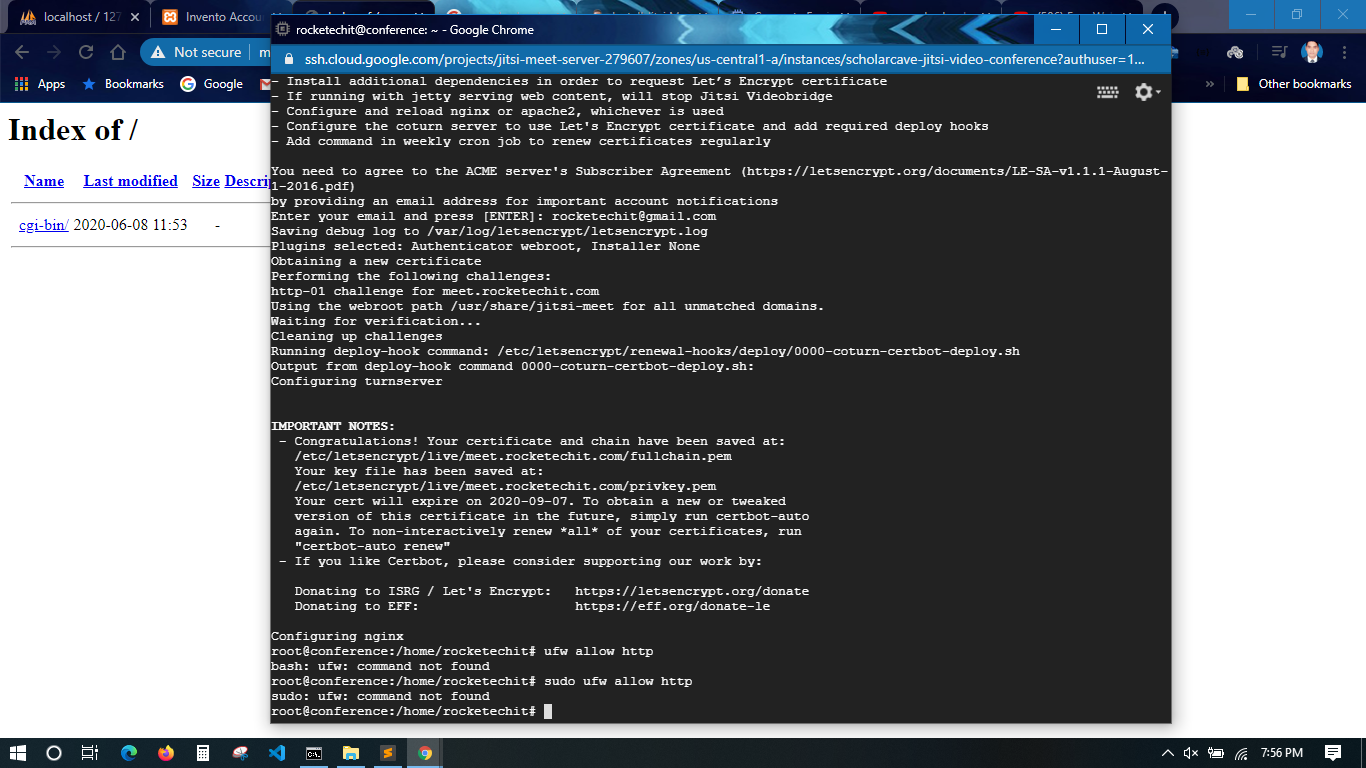 localhost / 127
Invento Accou
rocketechit@conference: ~ - Google Chrome
Not secure
ssh.cloud.google.com/projects/jitsi-meet-server-279607/zones/us-central1-a/instances/scholarcave-jitsi-video-conference?authuser=1...
Apps
Bookmarks
Google
»
Other bookmarks
Index of /
Name Last modified Size
cgi-bin/ 2020-06-08 11:53 -
- Install additional dependencies in order to request Let’s Encrypt certificate
- If running with jetty serving web content, will stop Jitsi Videobridge
- Configure and reload nginx or apache2, whichever is used
- Configure the coturn server to use Let's Encrypt certificate and add required deploy hooks
- Add command in weekly cron job to renew certificates regularly
You need to agree to the ACME server's Subscriber Agreement (https://letsencrypt.org/documents/LE-SA-v1.1.1-August-
1-2016.pdf)
by providing an email address for important account notifications
Enter your email and press [ENTER]: rocketechit@gmail.com
Saving debug log to /var/log/letsencrypt/letsencrypt.log
Plugins selected: Authenticator webroot, Installer None
Obtaining a new certificate
Performing the following challenges:
http-01 challenge for meet.rocketechit.com
Using the webroot path /usr/share/jitsi-meet for all unmatched domains.
Waiting for verification...
Cleaning up challenges
Running deploy-hook command: /etc/letsencrypt/renewal-hooks/deploy/0000-coturn-certbot-deploy.sh
Output from deploy-hook command 0000-coturn-certbot-deploy.sh:
Configuring turnserver
IMPORTANT NOTES:
- Congratulations! Your certificate and chain have been saved at:
/etc/letsencrypt/live/meet.rocketechit.com/fullchain.pem
Your key file has been saved at:
/etc/letsencrypt/live/meet.rocketechit.com/privkey.pem
Your cert will expire on 2020-09-07. To obtain a new or tweaked
version of this certificate in the future, simply run certbot-auto
again. To non-interactively renew *all* of your certificates, run
"certbot-auto renew"
- If you like Certbot, please consider supporting our work by:
Donating to ISRG / Let's Encrypt: https://letsencrypt.org/donate
Donating to EFF: https://eff.org/donate-le
Configuring nginx
root@conference:/home/rocketechit# ufw allow http
bash: ufw: command not found
root@conference:/home/rocketechit# sudo ufw allow http
sudo: ufw: command not found
root@conference:/home/rocketechit#
7:56 PM